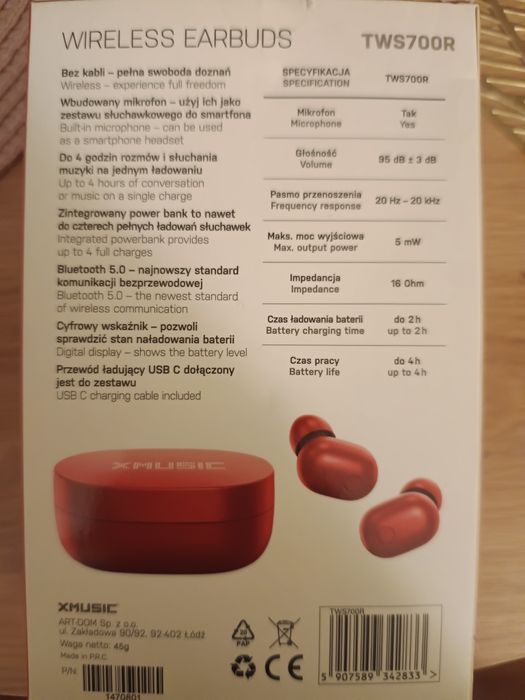 WIRELESS EARBUDS
TWS700R
Bez kabli – pełna swoboda doznań
Wireless – experience full freedom
Wbudowany mikrofon – użyj ich jako
zestawu słuchawkowego do smartfona
Built-in microphone – can be used
as a smartphone headset
Do 4 godzin rozmów i słuchania
muzyki na jednym ładowaniu
Up to 4 hours of conversation
or music on a single charge
Zintegrowany power bank to nawet
do czterech pełnych ładowań słuchawek
Integrated powerbank provides
up to 4 full charges
Bluetooth 5.0 – najnowszy standard
komunikacji bezprzewodowej
Bluetooth 5.0 – the newest standard
of wireless communication
Cyfrowy wskaźnik – pozwoli
sprawdzić stan naładowania baterii
Digital display – shows the battery level
Przewód ładujący USB C dołączony
jest do zestawu
USB C charging cable included
SPECYFIKACJA
SPECIFICATION
TWS700R
Mikrofon
Microphone
Tak
Yes
Głośność
Volume
95 dB ± 3 dB
Pasmo przenoszenia
Frequency response
20 Hz – 20 kHz
Maks. moc wyjściowa
Max. output power
5 mW
Impedancja
Impedance
16 Ohm
Czas ładowania baterii
Battery charging time
do 2h
up to 2h
Czas pracy
Battery life
do 4h
up to 4h
XMUSIC
XMUSIC
ART-DOM Sp. z o.o.
ul. Zakładowa 90/92, 92-402 Łódź
Waga netto: 46g
Made in P.R.C.
P/N:
1470801
20
PAP
CE
TWS700R
5 907589 342833 >